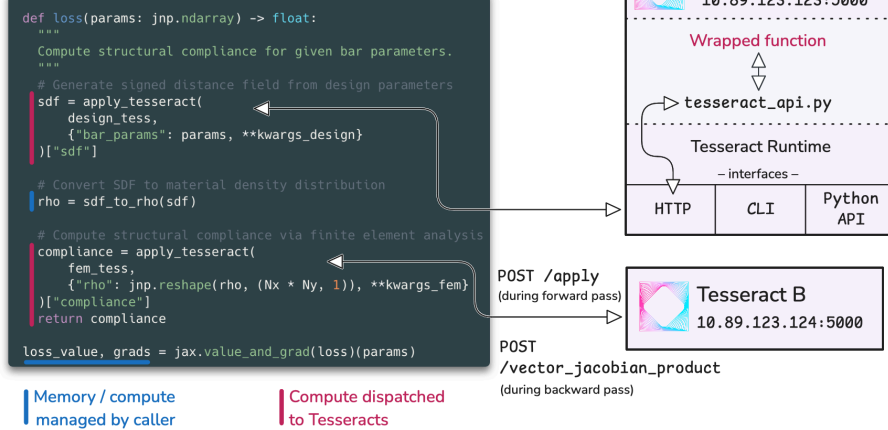 def loss(params: jnp.ndarray) -> float:
"""
Compute structural compliance for given bar parameters.
"""
# Generate signed distance field from design parameters
sdf = apply_tesseract(
design_tess,
{"bar_params": params, **kwargs_design}
)["sdf"]
# Convert SDF to material density distribution
rho = sdf_to_rho(sdf)
# Compute structural compliance via finite element analysis
compliance = apply_tesseract(
fem_tess,
{"rho": jnp.reshape(rho, (Nx * Ny, 1)), **kwargs_fem}
)["compliance"]
return compliance
loss_value, grads = jax.value_and_grad(loss)(params)
Memory / compute
managed by caller
Compute dispatched
to Tesseracts
10.89.123.123:5000
Wrapped function
tesseract_api.py
Tesseract Runtime
– interfaces –
HTTP
CLI
Python
API
POST /apply
(during forward pass)
Tesseract B
10.89.123.124:5000
POST
/vector_jacobian_product
(during backward pass)